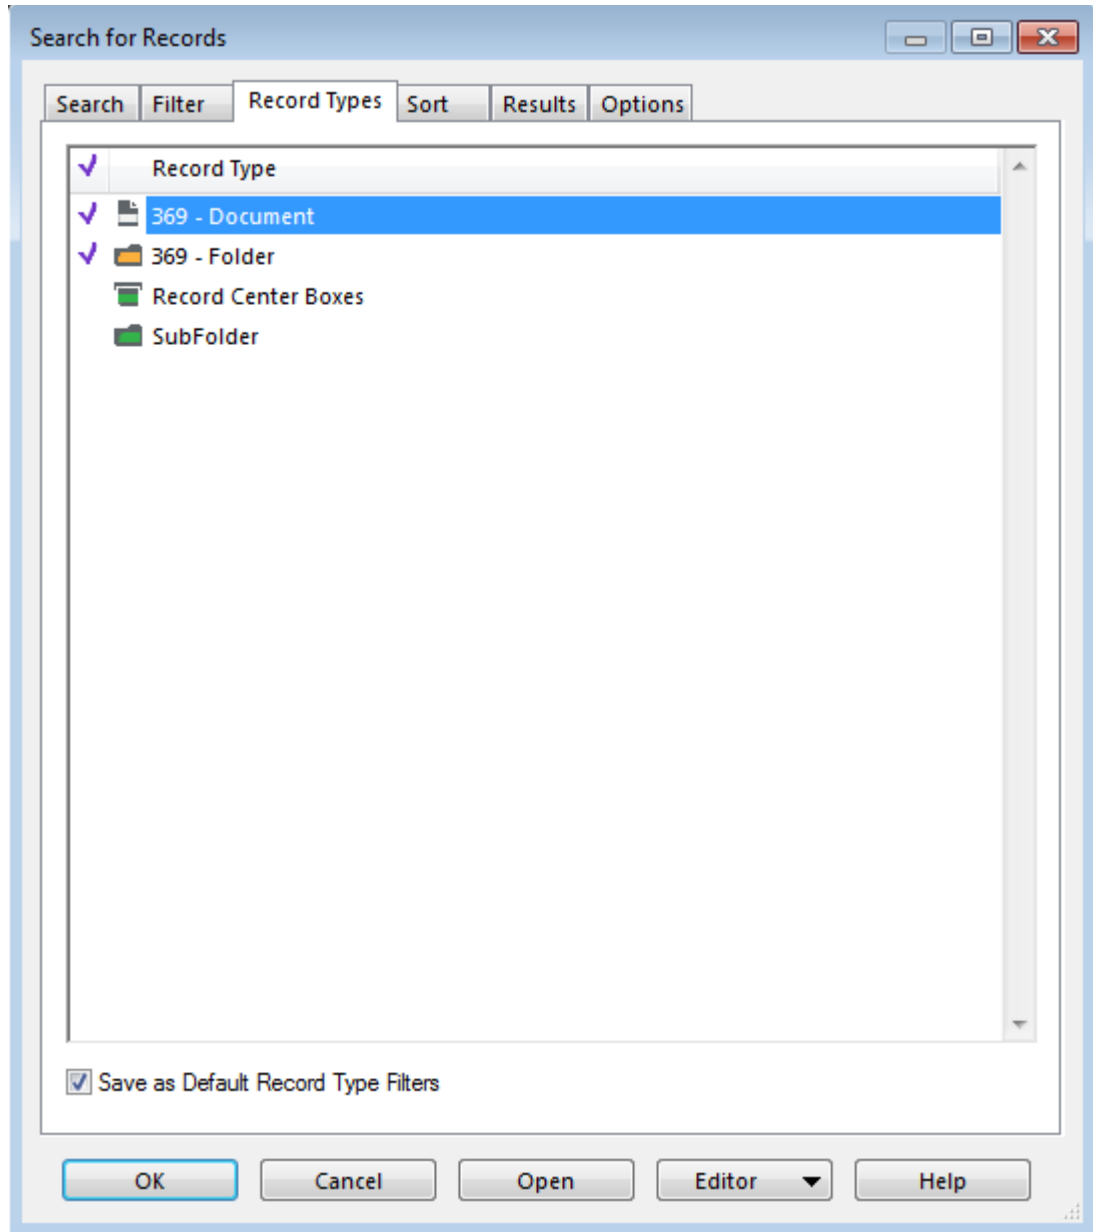 Search for Records
Search Filter Record Types Sort Results Options
Record Type
369 - Document
369 - Folder
Record Center Boxes
SubFolder
Save as Default Record Type Filters
OK Cancel Open Editor Help